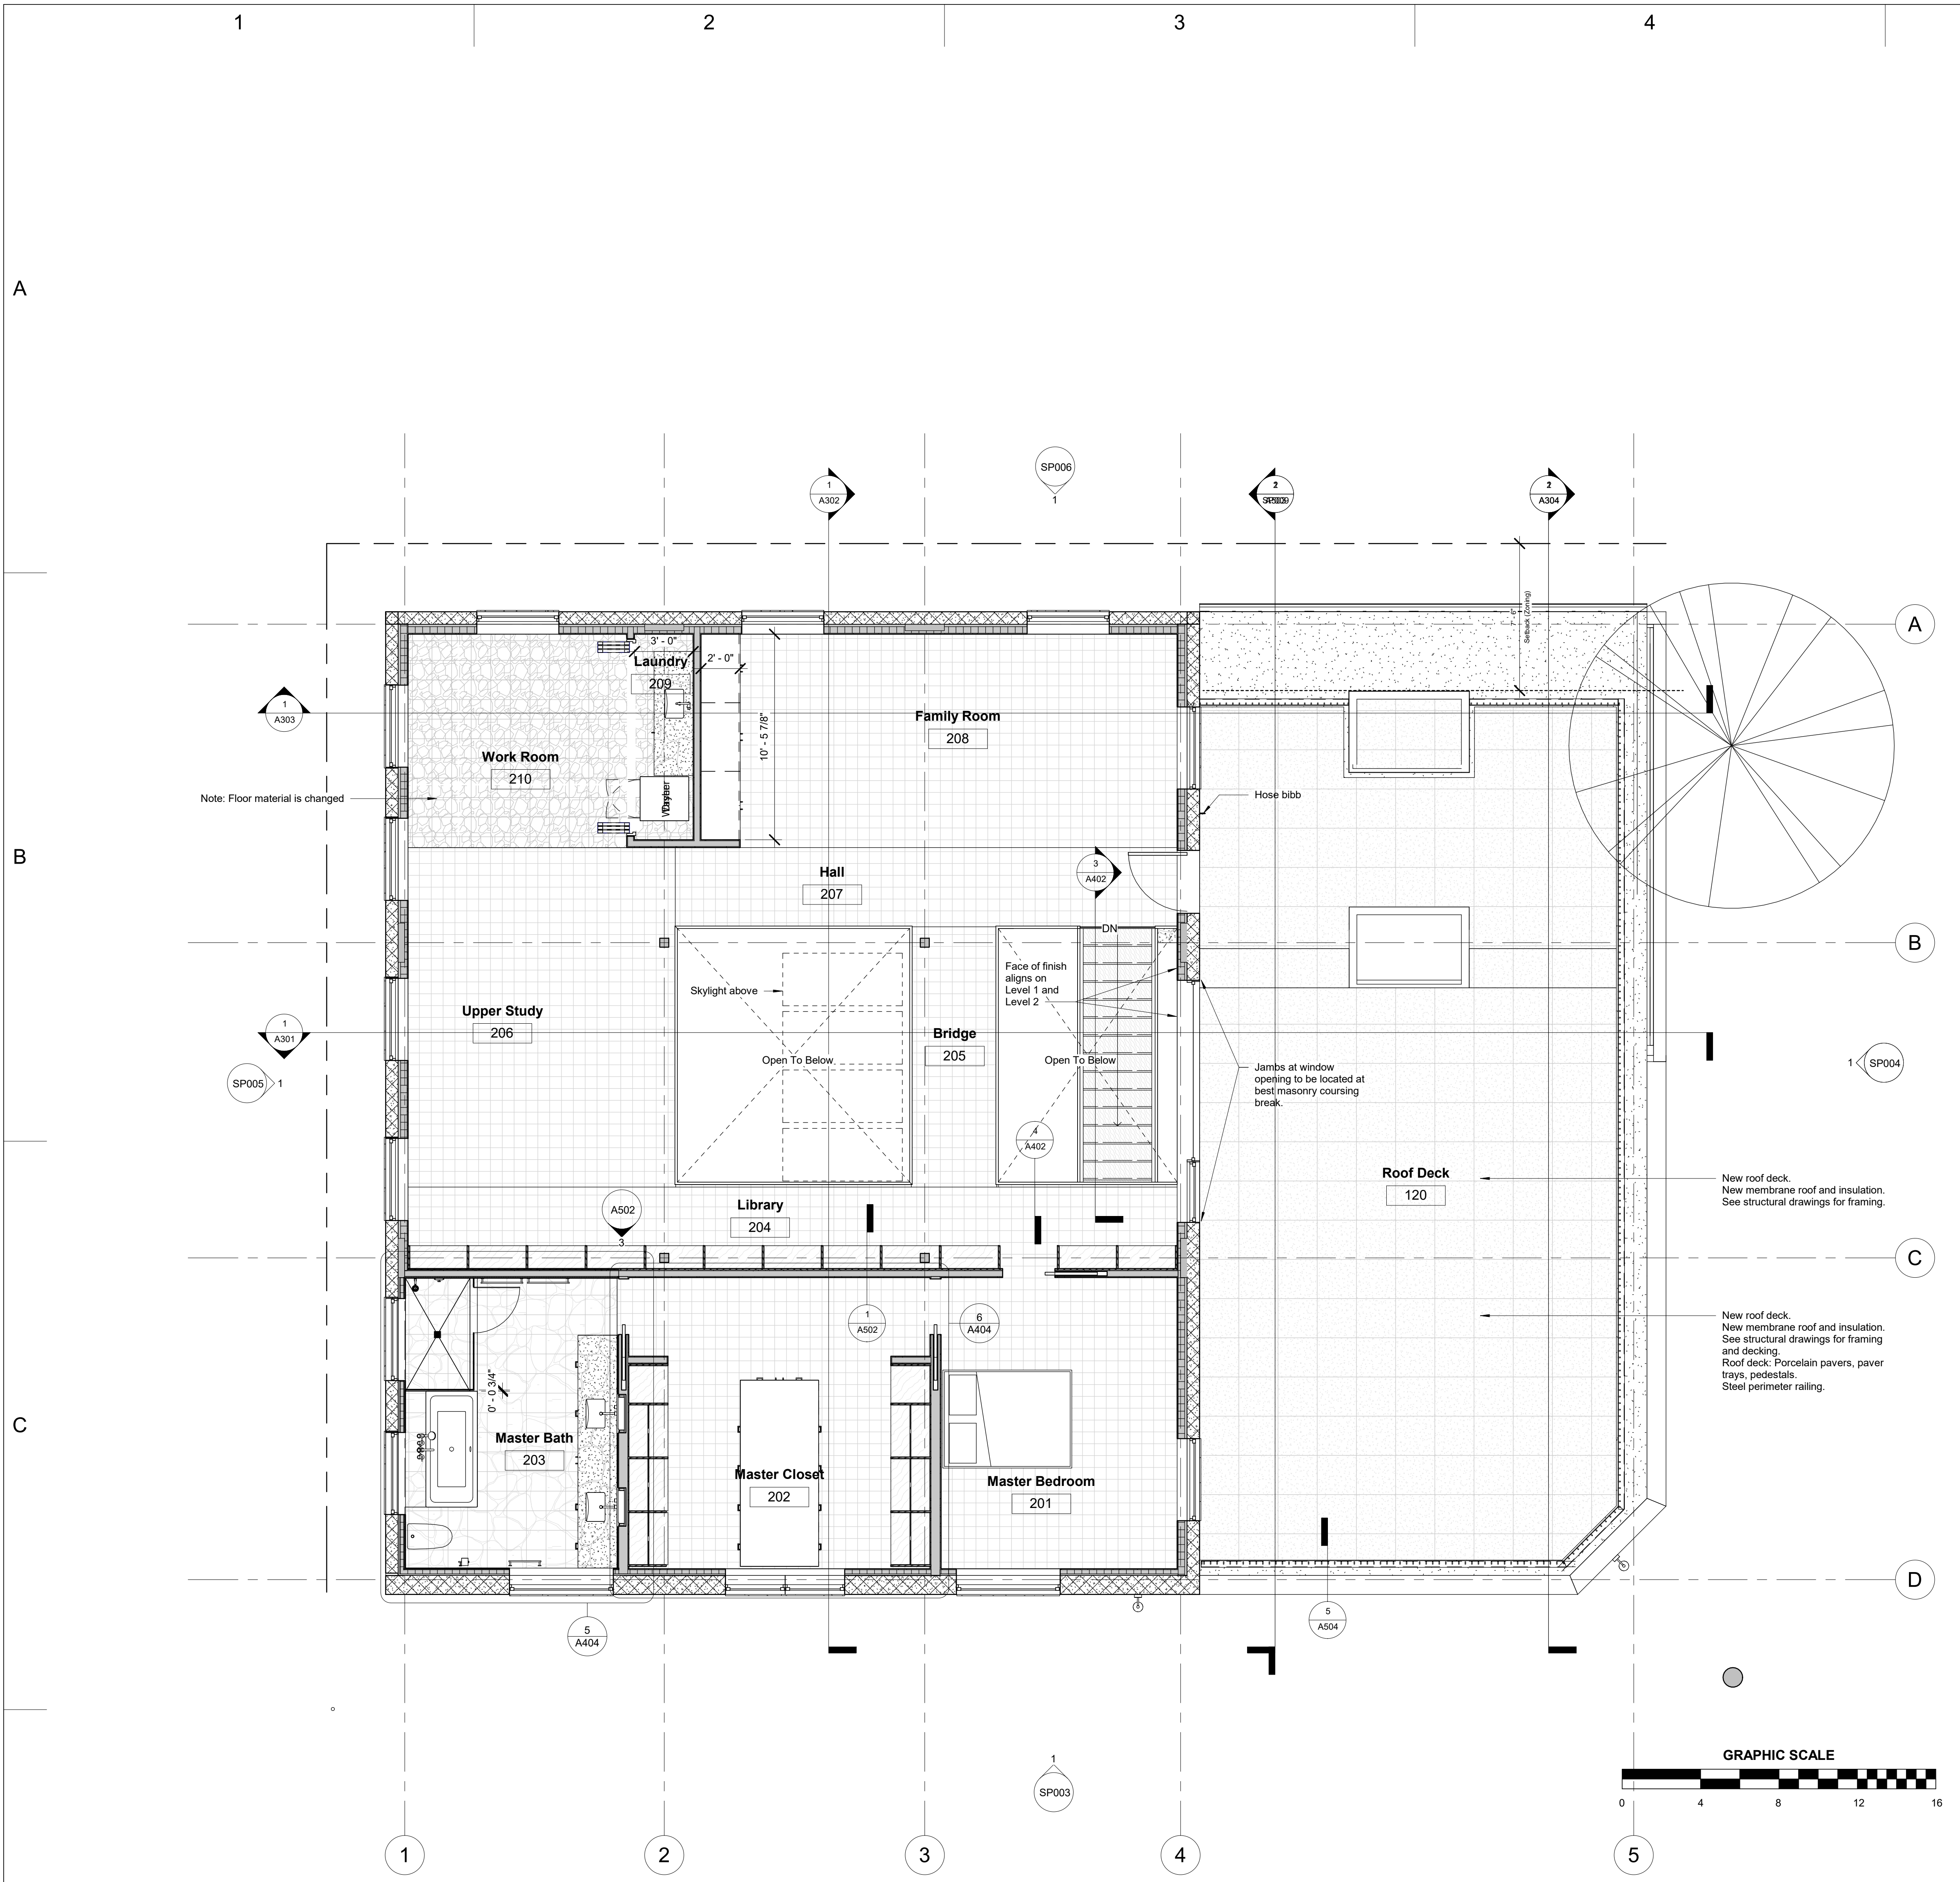 1
2
3
4
A
B
C
SP006
1
1
A302
2
1
A304
A
B
C
D
7' - 6"
Setback (Zoning)
3' - 0"
Laundry
209
2' - 0"
10' - 5 7/8"
Family Room
208
1
A303
Work Room
210
Washer
Dryer
Note: Floor material is changed
Hose bibb
Hall
207
3
A402
DN
Face of finish
aligns on
Level 1 and
Level 2
Skylight above
Upper Study
206
1
A301
SP005
1
Bridge
205
Open To Below
Open To Below
Jambs at window
opening to be located at
best masonry coursing
break.
1
SP004
4
A402
Roof Deck
120
New roof deck.
New membrane roof and insulation.
See structural drawings for framing.
Library
204
A502
3
1
A502
6
A404
New roof deck.
New membrane roof and insulation.
See structural drawings for framing
and decking.
Roof deck: Porcelain pavers, paver
trays, pedestals.
Steel perimeter railing.
0' - 0 3/4"
Master Bath
203
Master Closet
202
Master Bedroom
201
5
A404
5
A504
1
SP003
GRAPHIC SCALE
0
4
8
12
16
1
2
3
4
5